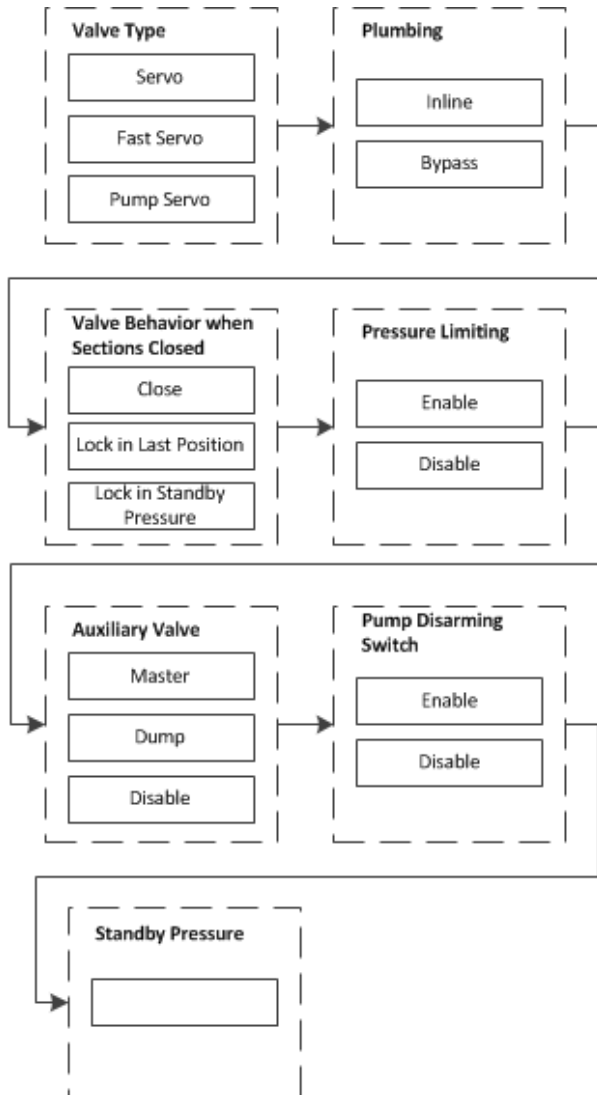 Valve Type
Servo
Fast Servo
Pump Servo
Plumbing
Inline
Bypass
Valve Behavior when
Sections Closed
Close
Lock in Last Position
Lock in Standby
Pressure
Pressure Limiting
Enable
Disable
Auxiliary Valve
Master
Dump
Disable
Pump Disarming
Switch
Enable
Disable
Standby Pressure